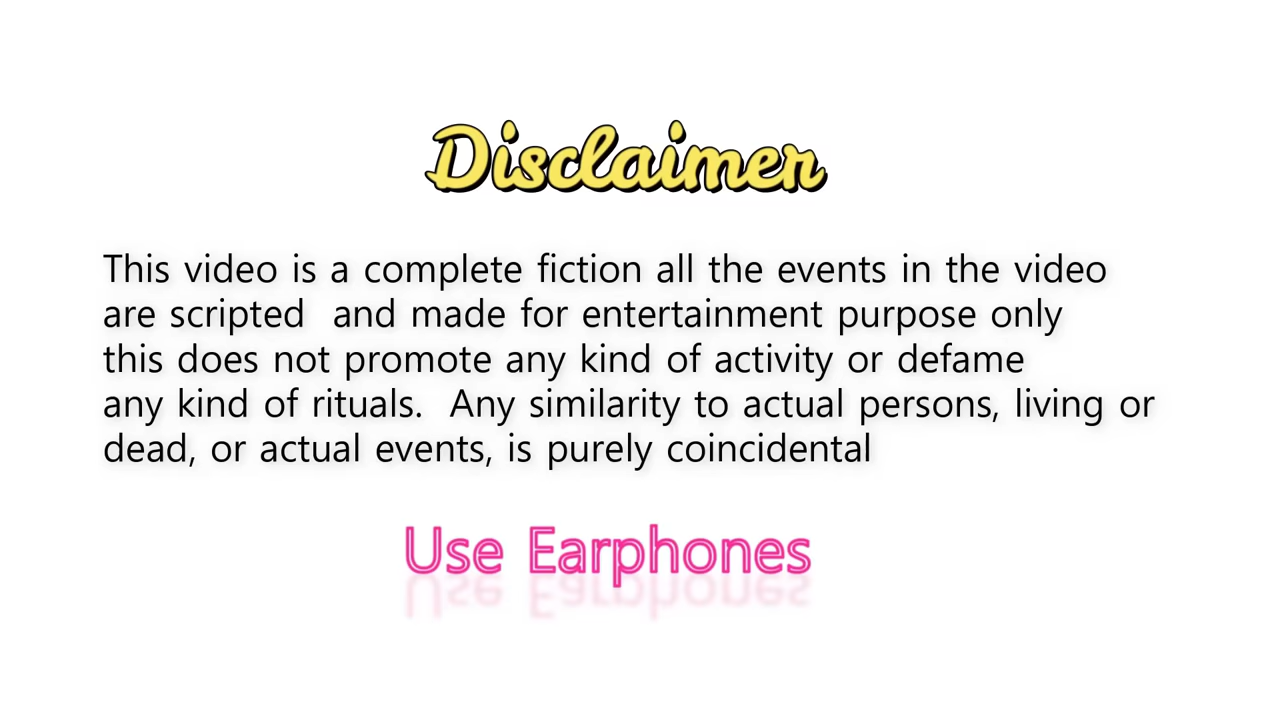 Disclaimer
This video is a complete fiction all the events in the video
are scripted  and made for entertainment purpose only
this does not promote any kind of activity or defame
any kind of rituals.  Any similarity to actual persons, living or
dead, or actual events, is purely coincidental
Use Earphones